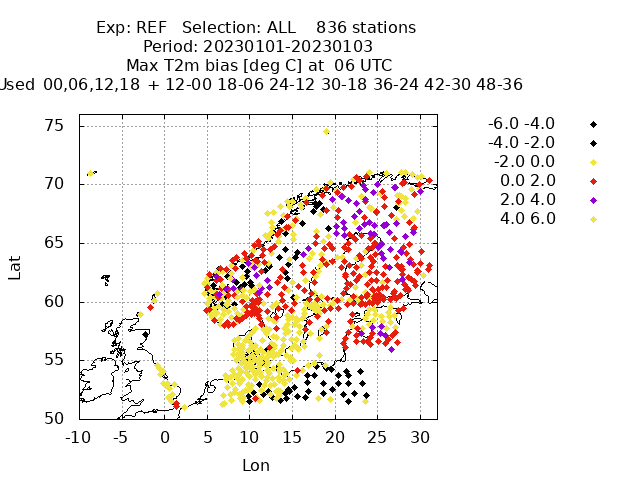 Exp: REF Selection: ALL 836 stations
Period: 20230101-20230103
Max T2m bias [deg C] at 06 UTC
Used 00,06,12,18 + 12-00 18-06 24-12 30-18 36-24 42-30 48-36
-6.0 -4.0
-4.0 -2.0
-2.0 0.0
0.0 2.0
2.0 4.0
4.0 6.0
75
70
65
60
55
50
Lat
-10 -5 0 5 10 15 20 25 30
Lon